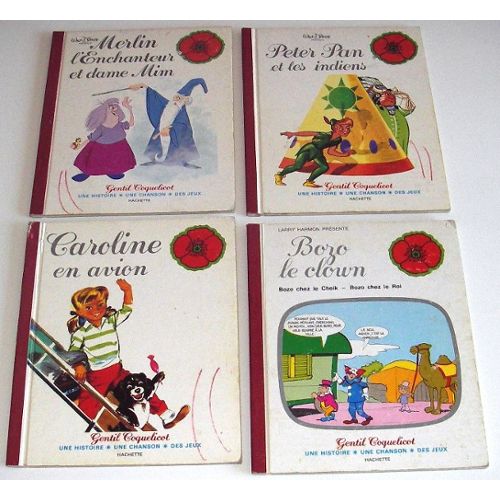 Walt Disney
Merlin
l'Enchanteur
et dame Mim
Gentil Coquelicot
UNE HISTOIRE * UNE CHANSON * DES JEUX
HACHETTE
Walt Disney
Peter Pan
et les indiens
Gentil Coquelicot
UNE HISTOIRE * UNE CHANSON * DES JEUX
HACHETTE
Caroline
en avion
Gentil Coquelicot
UNE HISTOIRE * UNE CHANSON * DES JEUX
HACHETTE
LARRY HARMON PRÉSENTE
Bozo
le clown
Bozo chez le Cheik - Bozo chez le Roi
Gentil Coquelicot
UNE HISTOIRE * UNE CHANSON * DES JEUX
HACHETTE